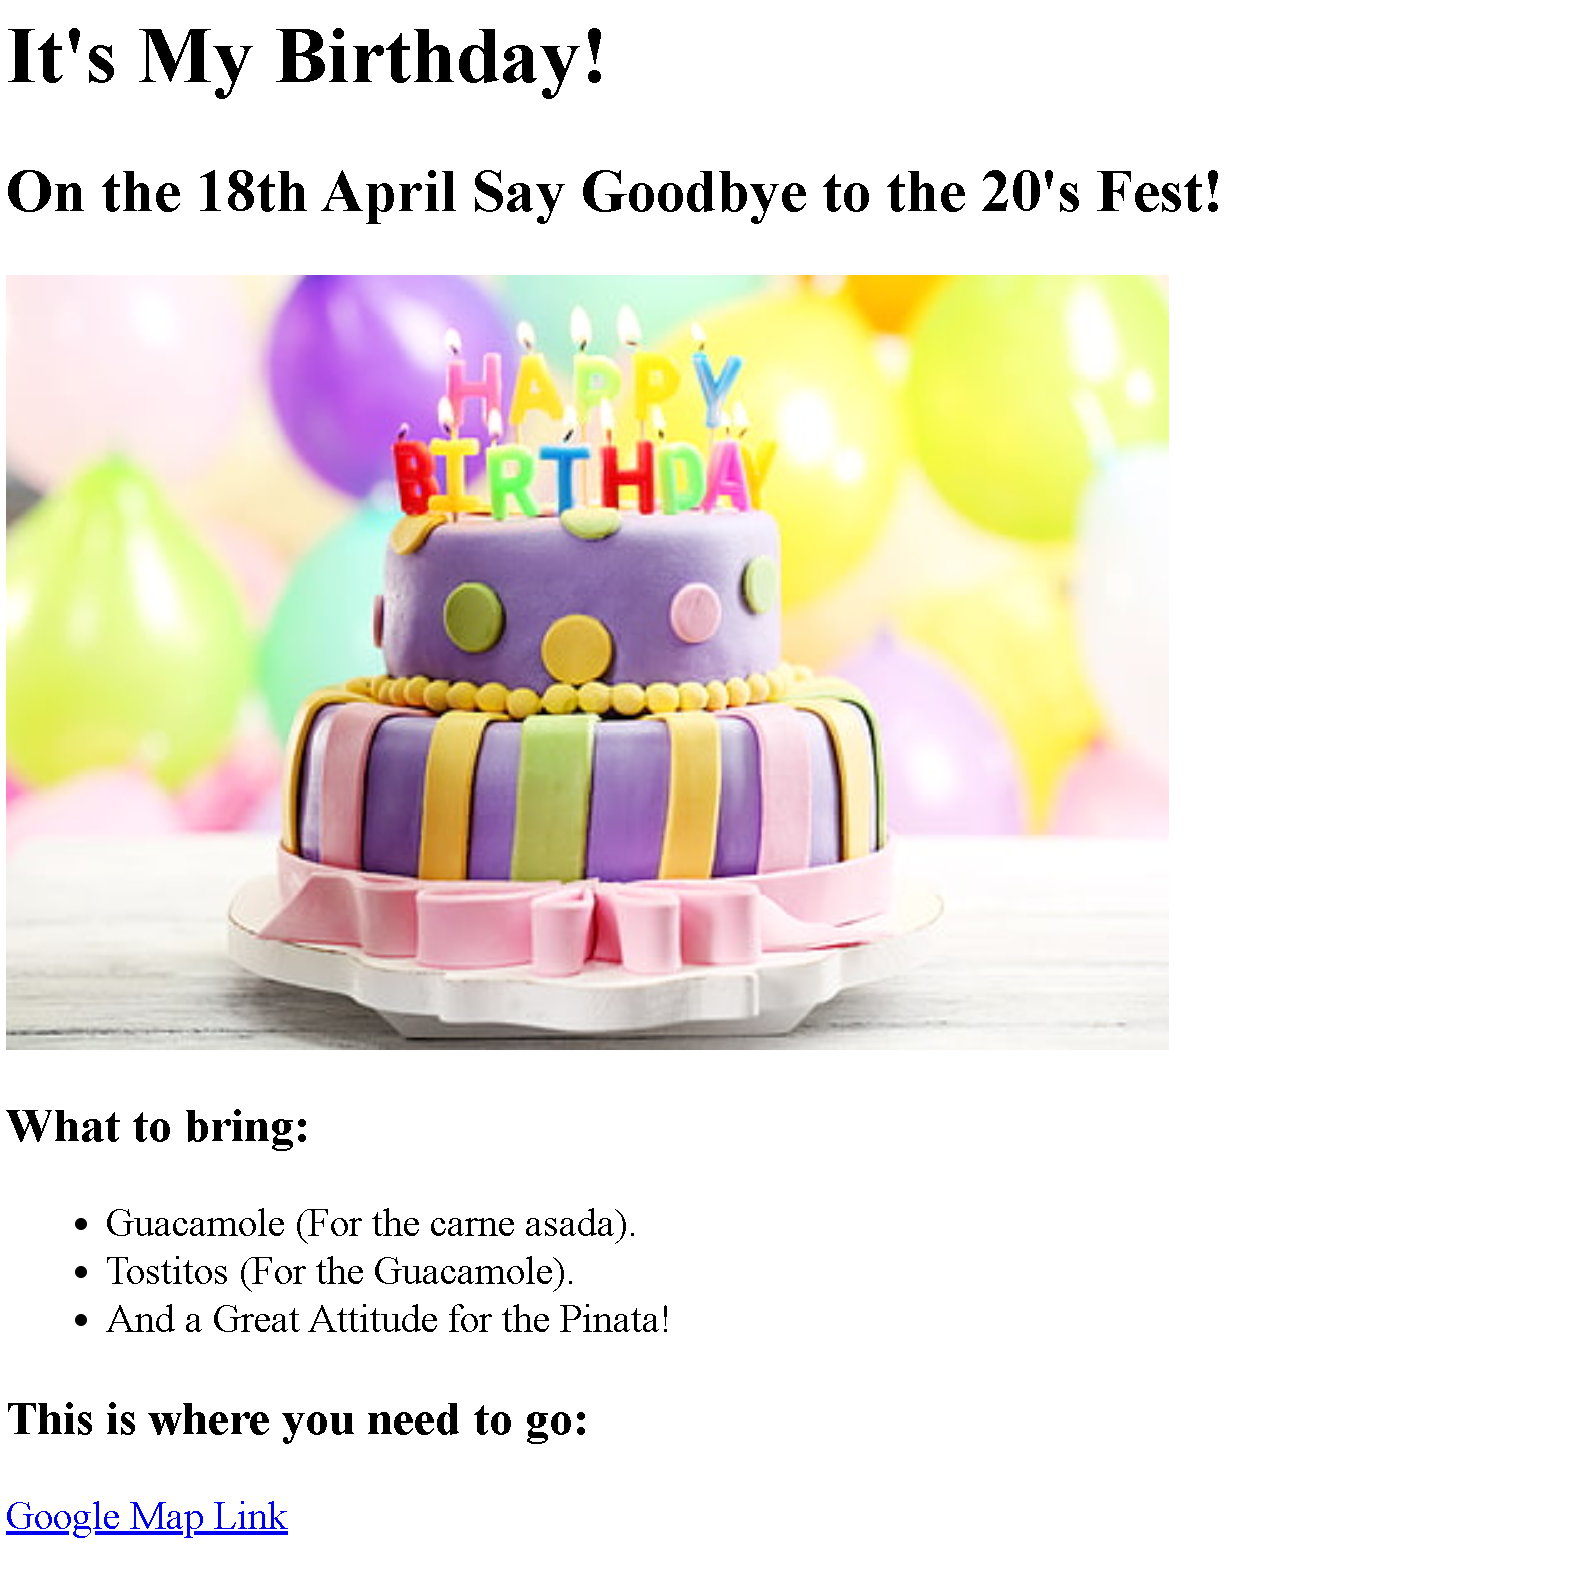 It's My Birthday!
On the 18th April Say Goodbye to the 20's Fest!
HAPPY
BIRTHDAY
What to bring:
Guacamole (For the carne asada).
Tostitos (For the Guacamole).
And a Great Attitude for the Pinata!
This is where you need to go:
Google Map Link